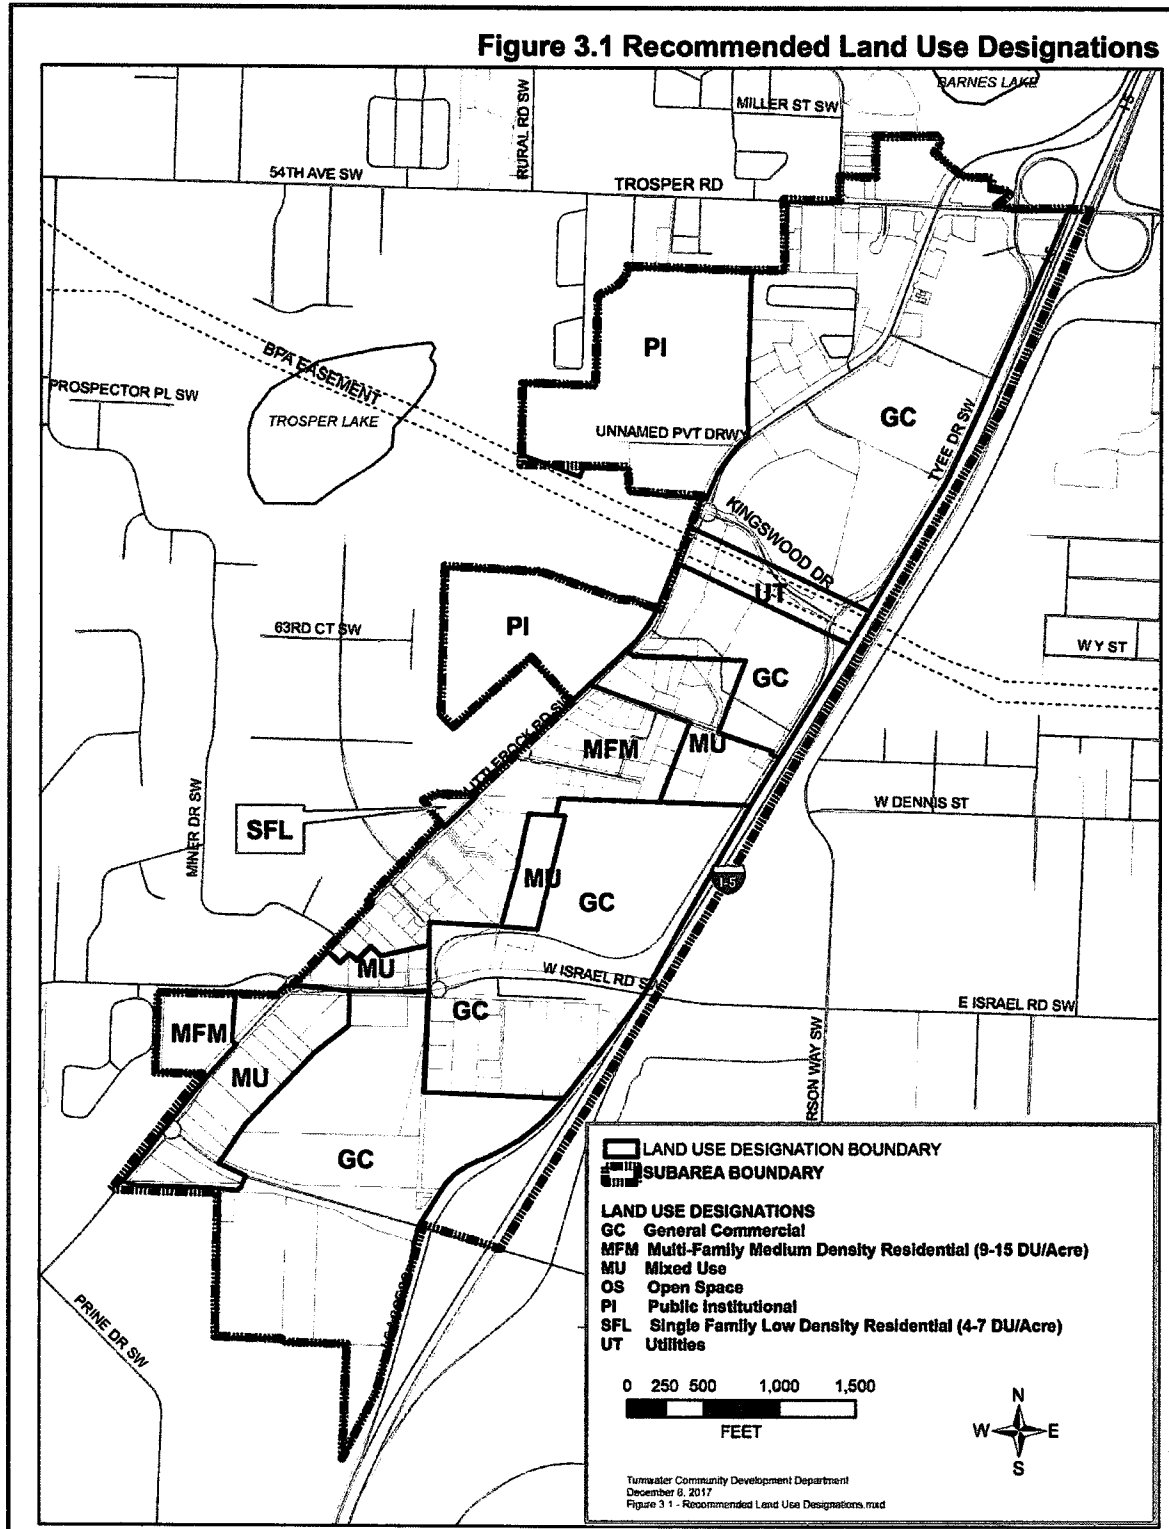 Figure 3.1 Recommended Land Use Designations
BARNES LAKE
I5
MILLER ST SW
RURAL RD SW
54TH AVE SW
TROSPER RD
BPA EASEMENT
PI
PROSPECTOR PL SW
TROSPER LAKE
GC
UNNAMED PVT DRWY
TYEE DR SW
KINGSWOOD DR
UT
PI
63RD CT SW
W Y ST
GC
LITTLEROCK RD SW
MFM
MU
W DENNIS ST
SFL
MINER DR SW
MU
I-5
GC
MU
W ISRAEL RD S
E ISRAEL RD SW
GC
MFM
MU
RSON WAY SW
GC
PRINE DR SW
LAND USE DESIGNATION BOUNDARY
SUBAREA BOUNDARY
LAND USE DESIGNATIONS
GC General Commercial
MFM Multi-Family Medium Density Residential (9-15 DU/Acre)
MU Mixed Use
OS Open Space
PI Public Institutional
SFL Single Family Low Density Residential (4-7 DU/Acre)
UT Utilities
0 250 500 1,000 1,500
FEET
N
W E
S
Tumwater Community Development Department
December 6, 2017
Figure 3 1 - Recommended Land Use Designations.mxd